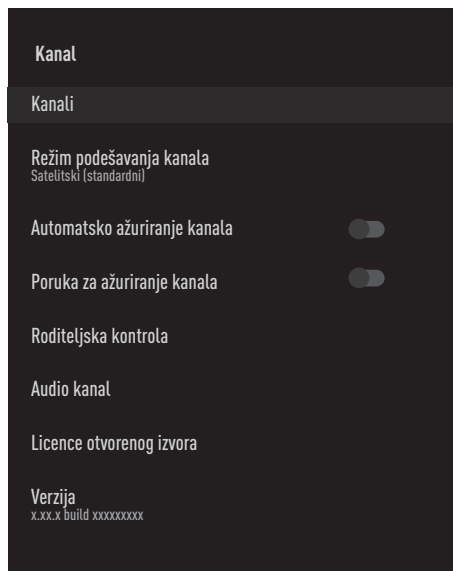 Kanal
Kanali
Režim podešavanja kanala
Satelitski (standardni)
Automatsko ažuriranje kanala
Poruka za ažuriranje kanala
Roditeljska kontrola
Audio kanal
Licence otvorenog izvora
Verzija
x.xx.x build xxxxxxxxx